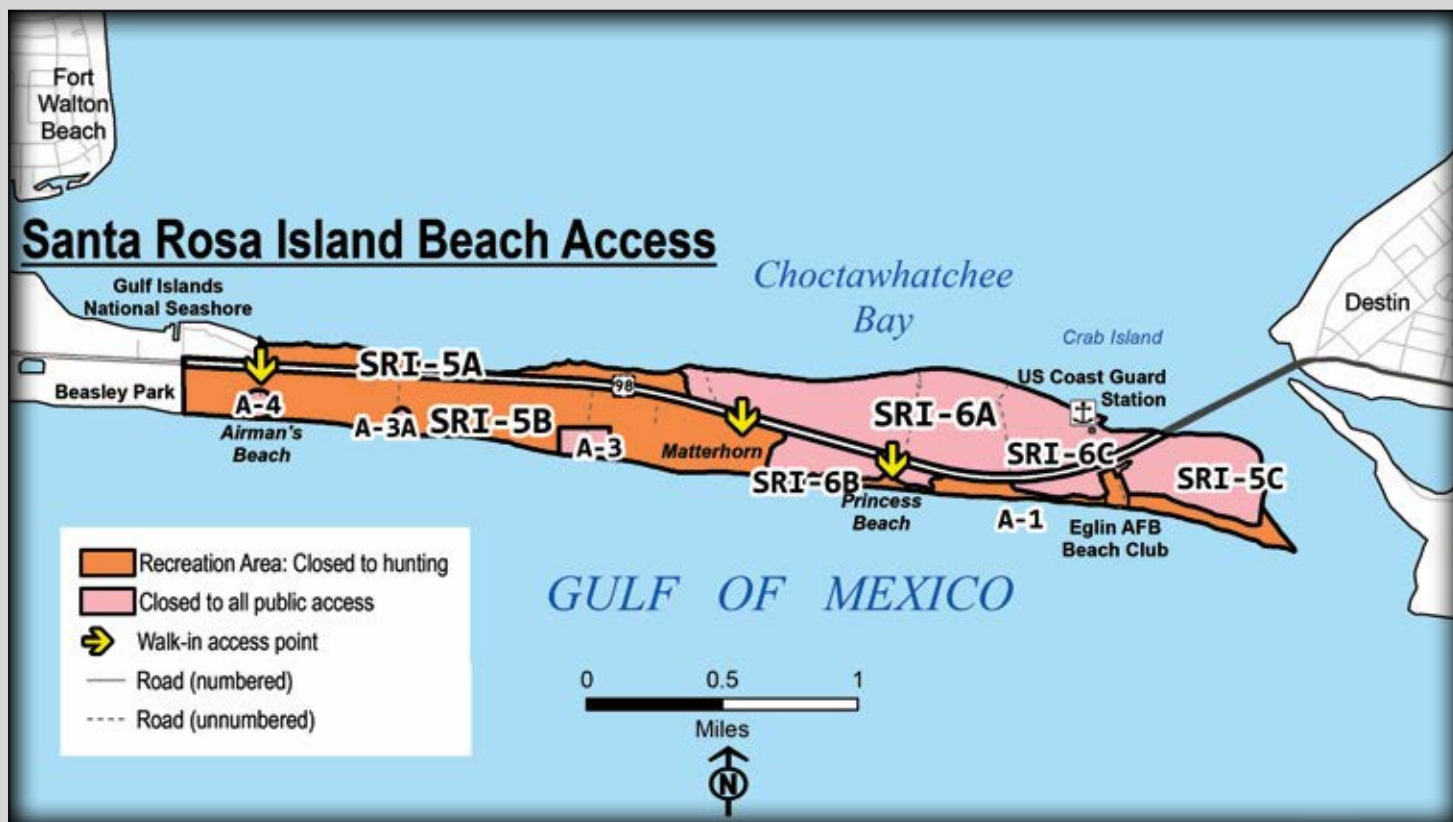 Fort
Walton
Beach
Santa Rosa Island Beach Access
Gulf Islands
National Seashore
Choctawhatchee
Bay
Crab Island
Destin
US Coast Guard
Station
Beasley Park
SRI-5A
98
A-4
Airman's
Beach
A-3A
SRI-5B
A-3
Matterhorn
SRI-6A
SRI-6B
Princess
Beach
SRI-6C
SRI-5C
A-1
Eglin AFB
Beach Club
GULF OF MEXICO
Recreation Area: Closed to hunting
Closed to all public access
Walk-in access point
Road (numbered)
Road (unnumbered)
0 0.5 1
Miles
N